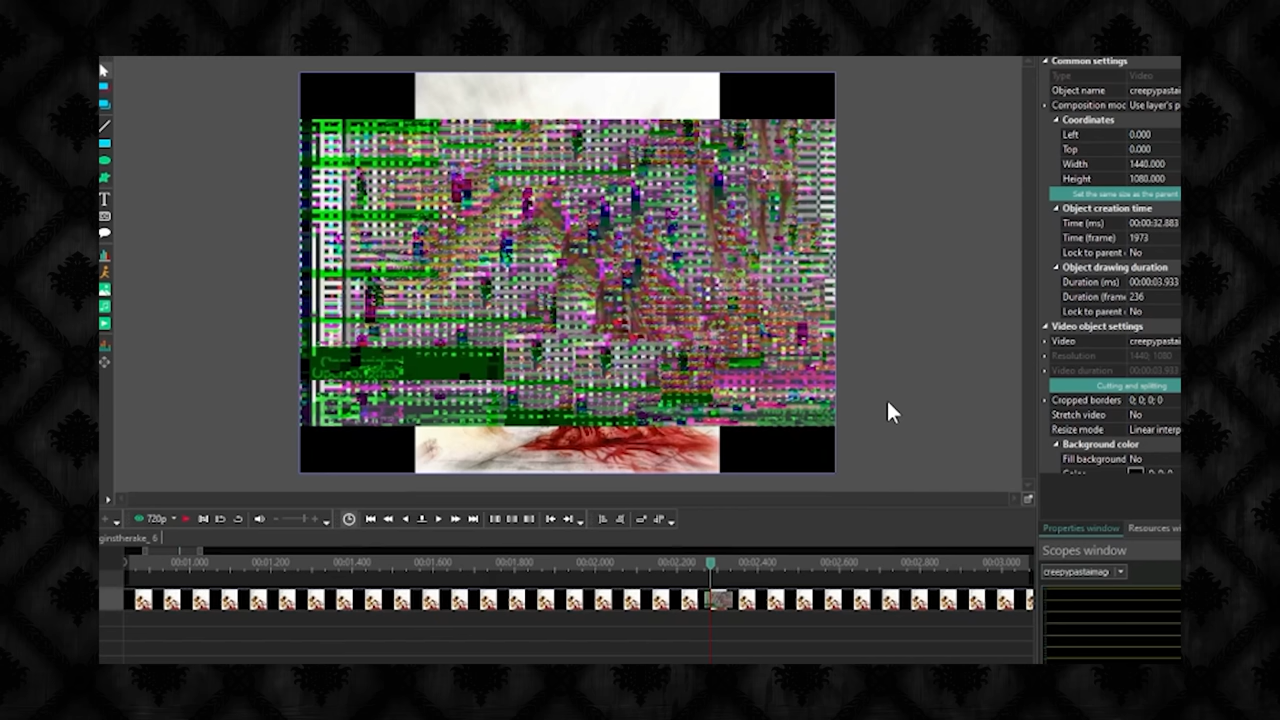 Common settings
Type Video
Object name creepypastai
Composition moc Use layer's p
Coordinates
Left 0.000
Top 0.000
Width 1440.000
Height 1080.000
Set the same size as the parent
Object creation time
Time (ms) 00:00:32.883
Time (frame) 1973
Lock to parent No
Object drawing duration
Duration (ms) 00:00:03.933
Duration (frame 236
Lock to parent No
Video object settings
Video creepypastai
Resolution 1440; 1080
Video duration 00:00:03.933
Cutting and splitting
Cropped borders 0; 0; 0; 0
Stretch video No
Resize mode Linear interp
Background color
Fill background No
T
720p
ginstherake_6
Properties window Resources wi
00:01.000 00:01.200 00:01.400 00:01.600 00:01.800 00:02.000 00:02.200 00:02.400 00:02.600 00:02.800 00:03.000
Scopes window
creepypastaimag